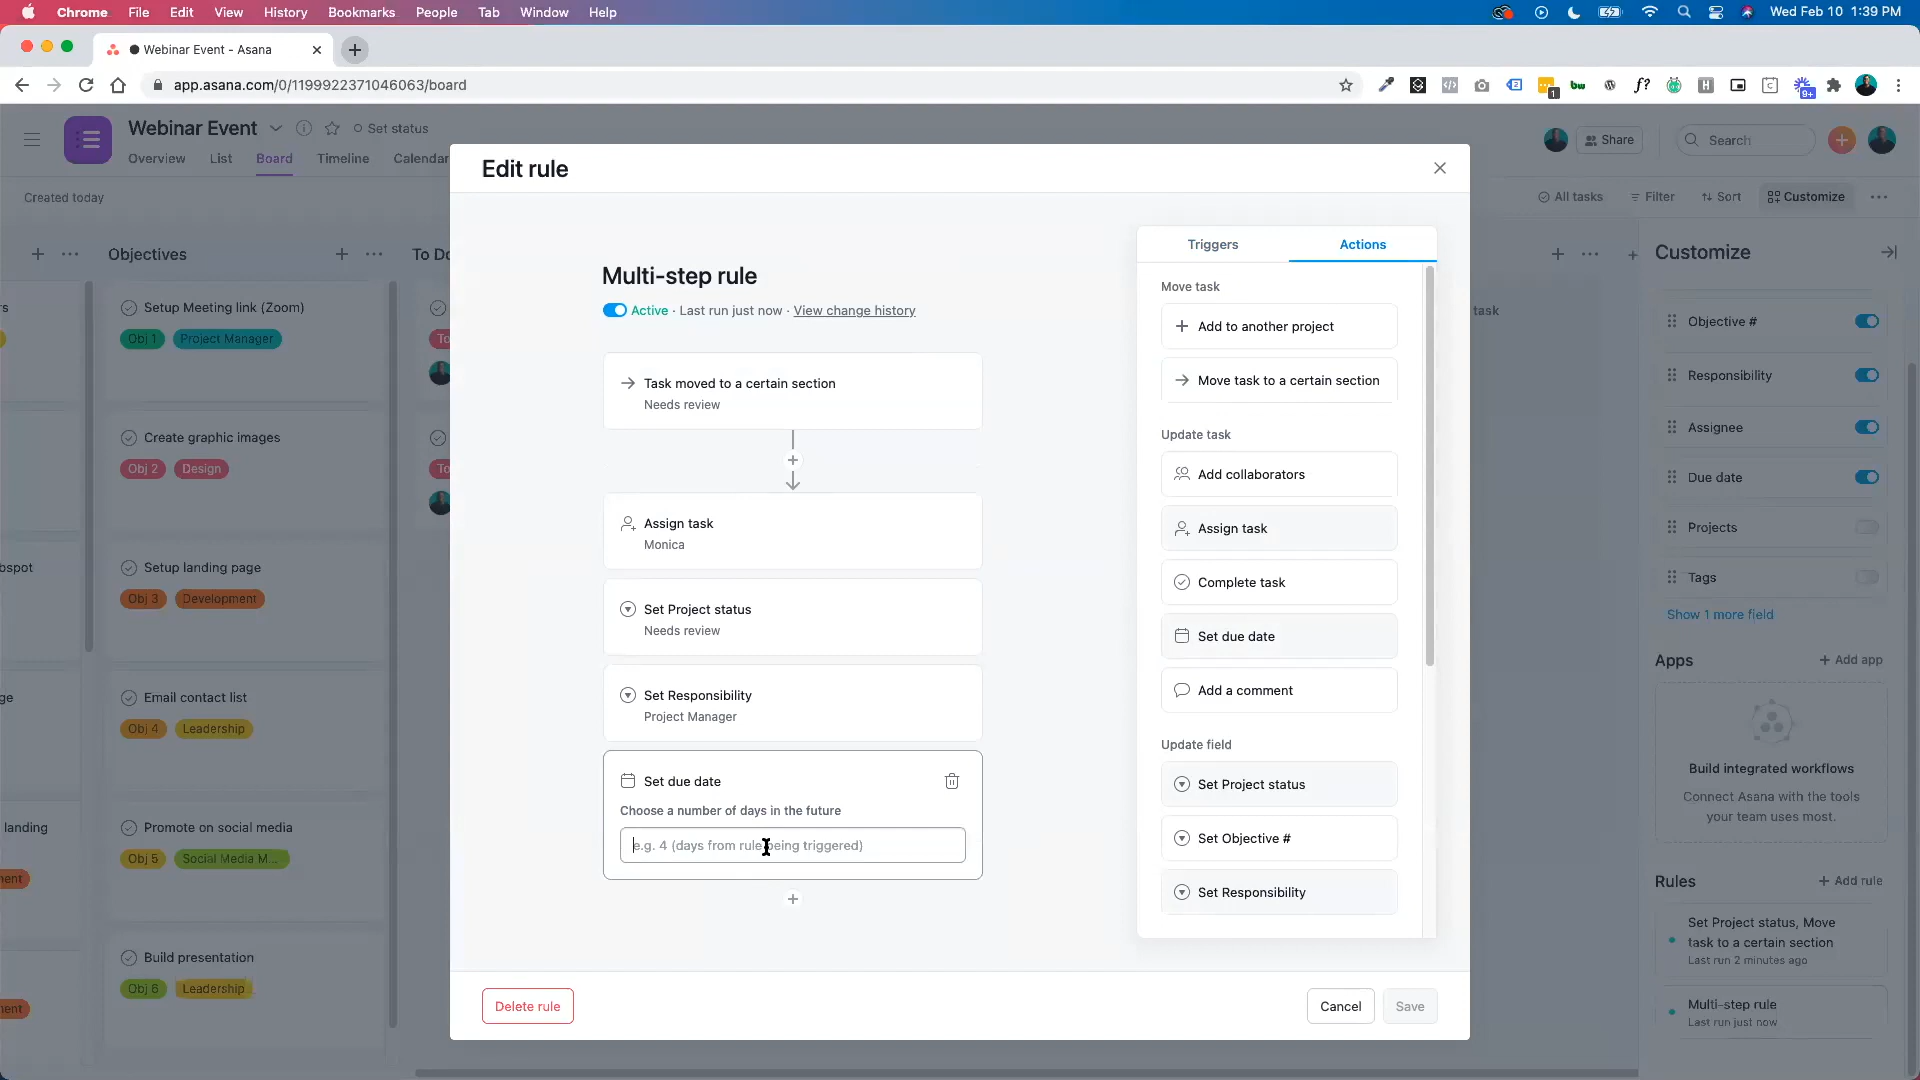 Chrome File Edit View History Bookmarks People Tab Window Help
Wed Feb 10 1:39 PM
Webinar Event - Asana
app.asana.com/0/1199922371046063/board
Webinar Event
Set status
Overview List Board Timeline Calendar
Share
Search
Created today
All tasks Filter Sort Customize
Objectives
To Do
Setup Meeting link (Zoom)
Obj 1 Project Manager
Create graphic images
Obj 2 Design
Setup landing page
Obj 3 Development
Email contact list
Obj 4 Leadership
Promote on social media
Obj 5 Social Media M...
Build presentation
Obj 6 Leadership
landing
task
Edit rule
Multi-step rule
Active · Last run just now · View change history
Task moved to a certain section
Needs review
Assign task
Monica
Set Project status
Needs review
Set Responsibility
Project Manager
Set due date
Choose a number of days in the future
e.g. 4 (days from rule being triggered)
Delete rule
Cancel
Save
Triggers Actions
Move task
Add to another project
Move task to a certain section
Update task
Add collaborators
Assign task
Complete task
Set due date
Add a comment
Update field
Set Project status
Set Objective #
Set Responsibility
Customize
Objective #
Responsibility
Assignee
Due date
Projects
Tags
Show 1 more field
Apps
Add app
Build integrated workflows
Connect Asana with the tools
your team uses most.
Rules
Add rule
Set Project status, Move
task to a certain section
Last run 2 minutes ago
Multi-step rule
Last run just now